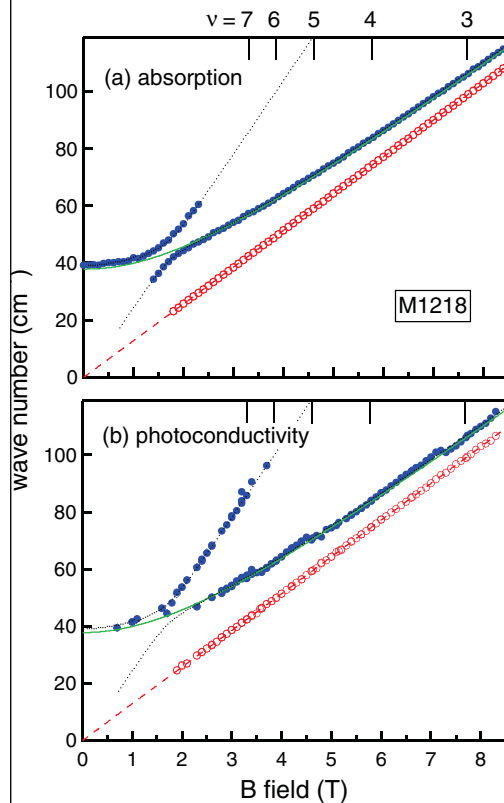 ν = 7 6 5 4 3
(a) absorption
100
80
60
40
20
0
M1218
wave number (cm⁻
(b) photoconductivity
100
80
60
40
20
0
0 1 2 3 4 5 6 7 8
B field (T)